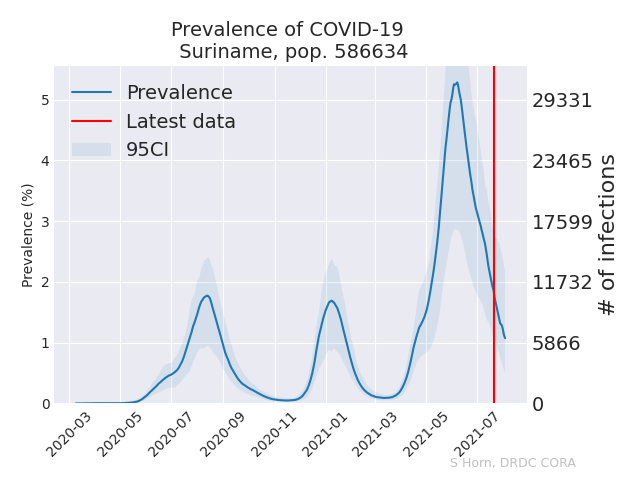 Prevalence of COVID-19
Suriname, pop. 586634
Prevalence
Latest data
95CI
Prevalence (%)
5
4
3
2
1
0
29331
23465
17599
11732
5866
0
# of infections
2020-03
2020-05
2020-07
2020-09
2020-11
2021-01
2021-03
2021-05
2021-07
S Horn, DRDC CORA